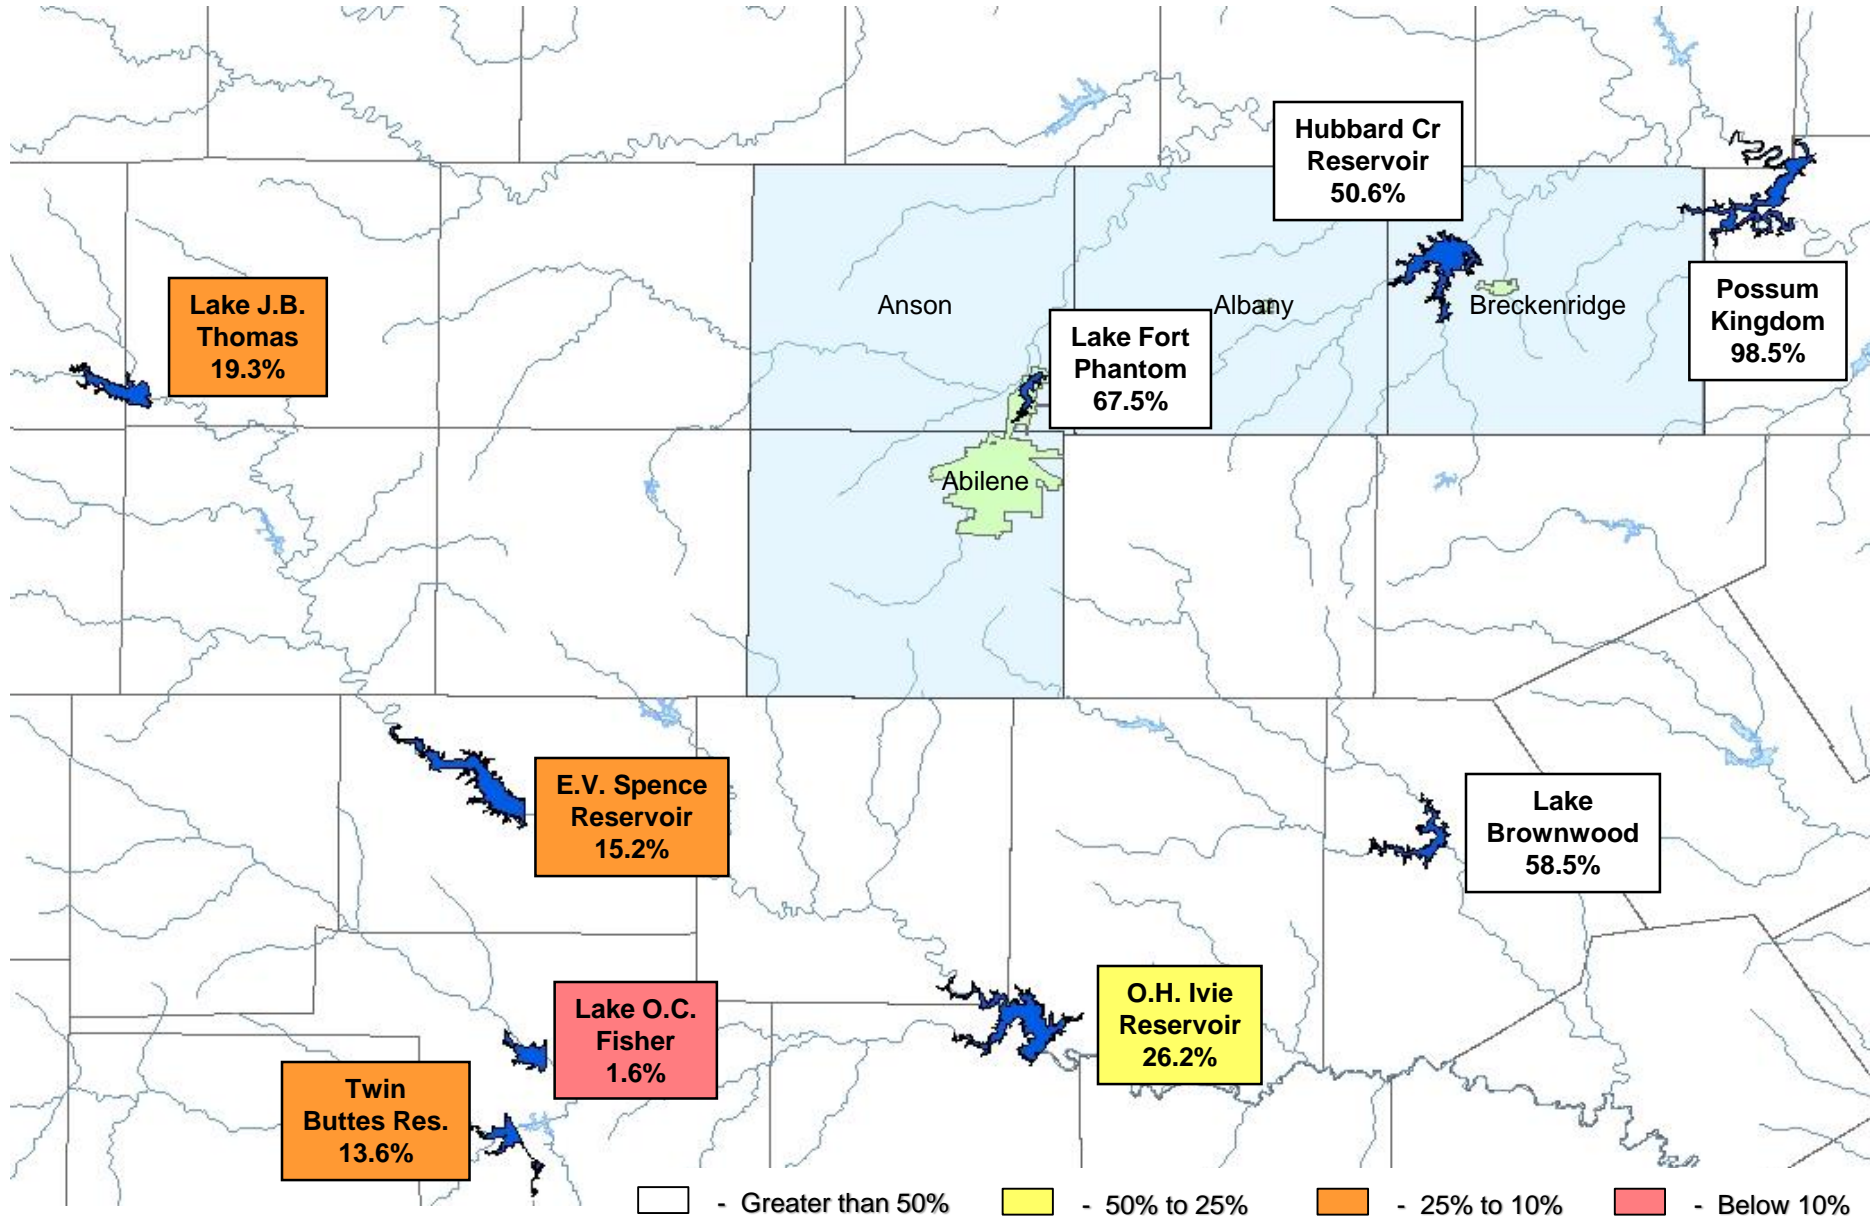 Hubbard Cr
Reservoir
50.6%
Lake J.B.
Thomas
19.3%
Anson
Albany
Breckenridge
Possum
Kingdom
98.5%
Lake Fort
Phantom
67.5%
Abilene
E.V. Spence
Reservoir
15.2%
Lake
Brownwood
58.5%
Lake O.C.
Fisher
1.6%
O.H. Ivie
Reservoir
26.2%
Twin
Buttes Res.
13.6%
- Greater than 50%
- 50% to 25%
- 25% to 10%
- Below 10%